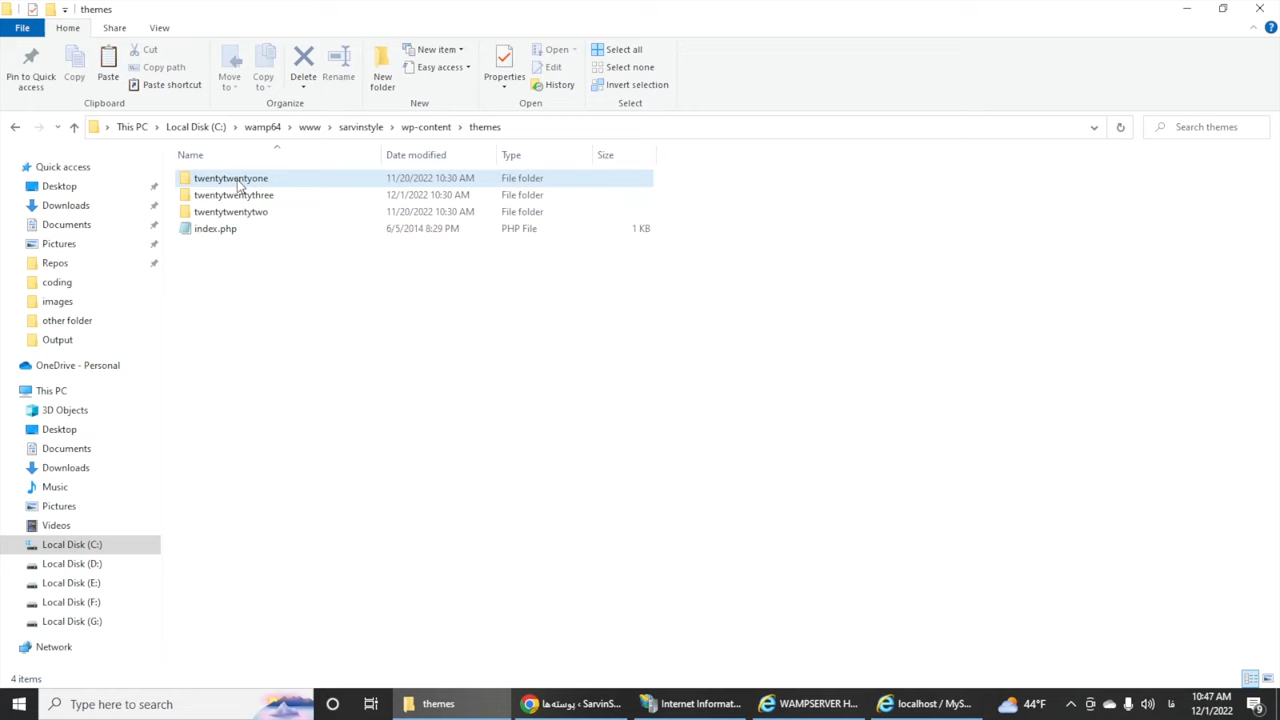 themes
File
Home
Share
View
Pin to Quick access
Copy
Paste
Cut
Copy path
Paste shortcut
Clipboard
Move to
Copy to
Delete
Rename
Organize
New folder
New item
Easy access
New
Properties
Open
Edit
History
Open
Select all
Select none
Invert selection
Select
This PC > Local Disk (C:) > wamp64 > www > sarvinstyle > wp-content > themes
Search themes
Name Date modified Type Size
twentytwentyone 11/20/2022 10:30 AM File folder
twentytwentythree 12/1/2022 10:30 AM File folder
twentytwentytwo 11/20/2022 10:30 AM File folder
index.php 6/5/2014 8:29 PM PHP File 1 KB
Quick access
Desktop
Downloads
Documents
Pictures
Repos
coding
images
other folder
Output
OneDrive - Personal
This PC
3D Objects
Desktop
Documents
Downloads
Music
Pictures
Videos
Local Disk (C:)
Local Disk (D:)
Local Disk (E:)
Local Disk (F:)
Local Disk (G:)
Network
4 items
Type here to search
themes
پوسته‌ها ‹ SarvinS...
Internet Informat...
WAMPSERVER H...
localhost / MyS...
44°F
فا
10:47 AM
12/1/2022
9